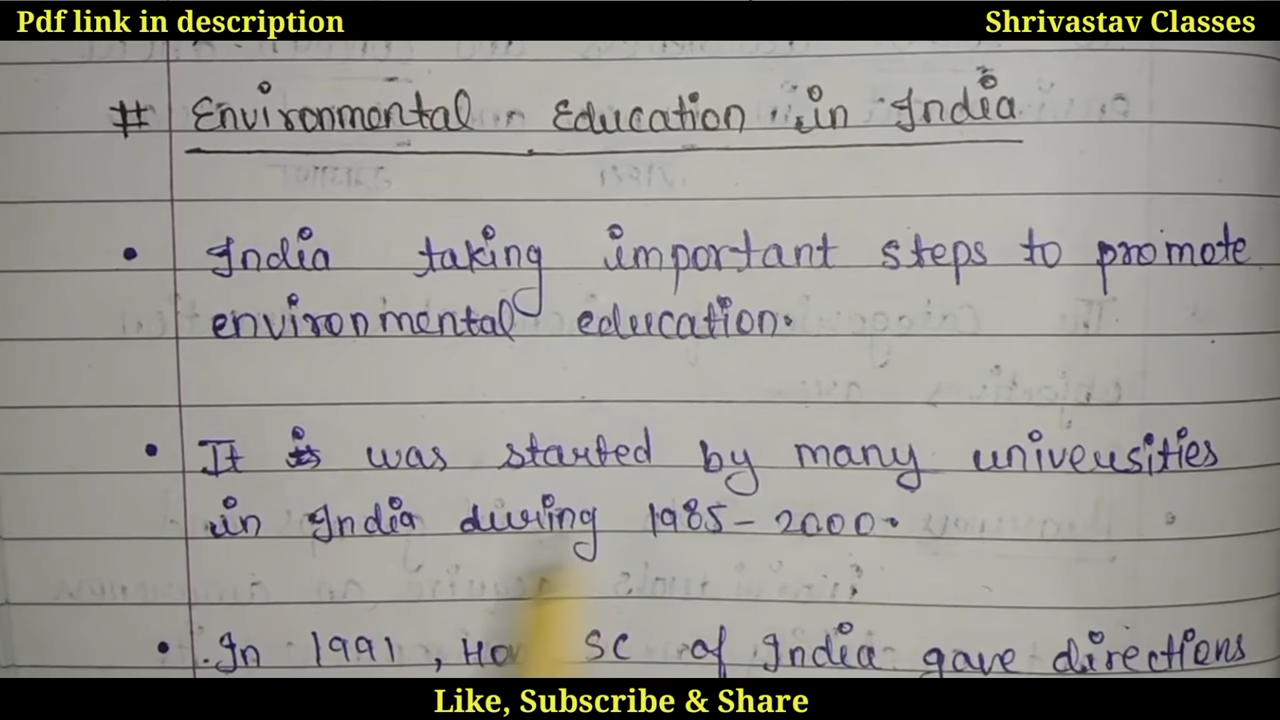 Pdf link in description
Shrivastav Classes
# Environmental Education in India
• India taking important steps to promote
environmental education.
• It was started by many universities
in India during 1985-2000.
• In 1991, SC of India gave directions
Like, Subscribe & Share